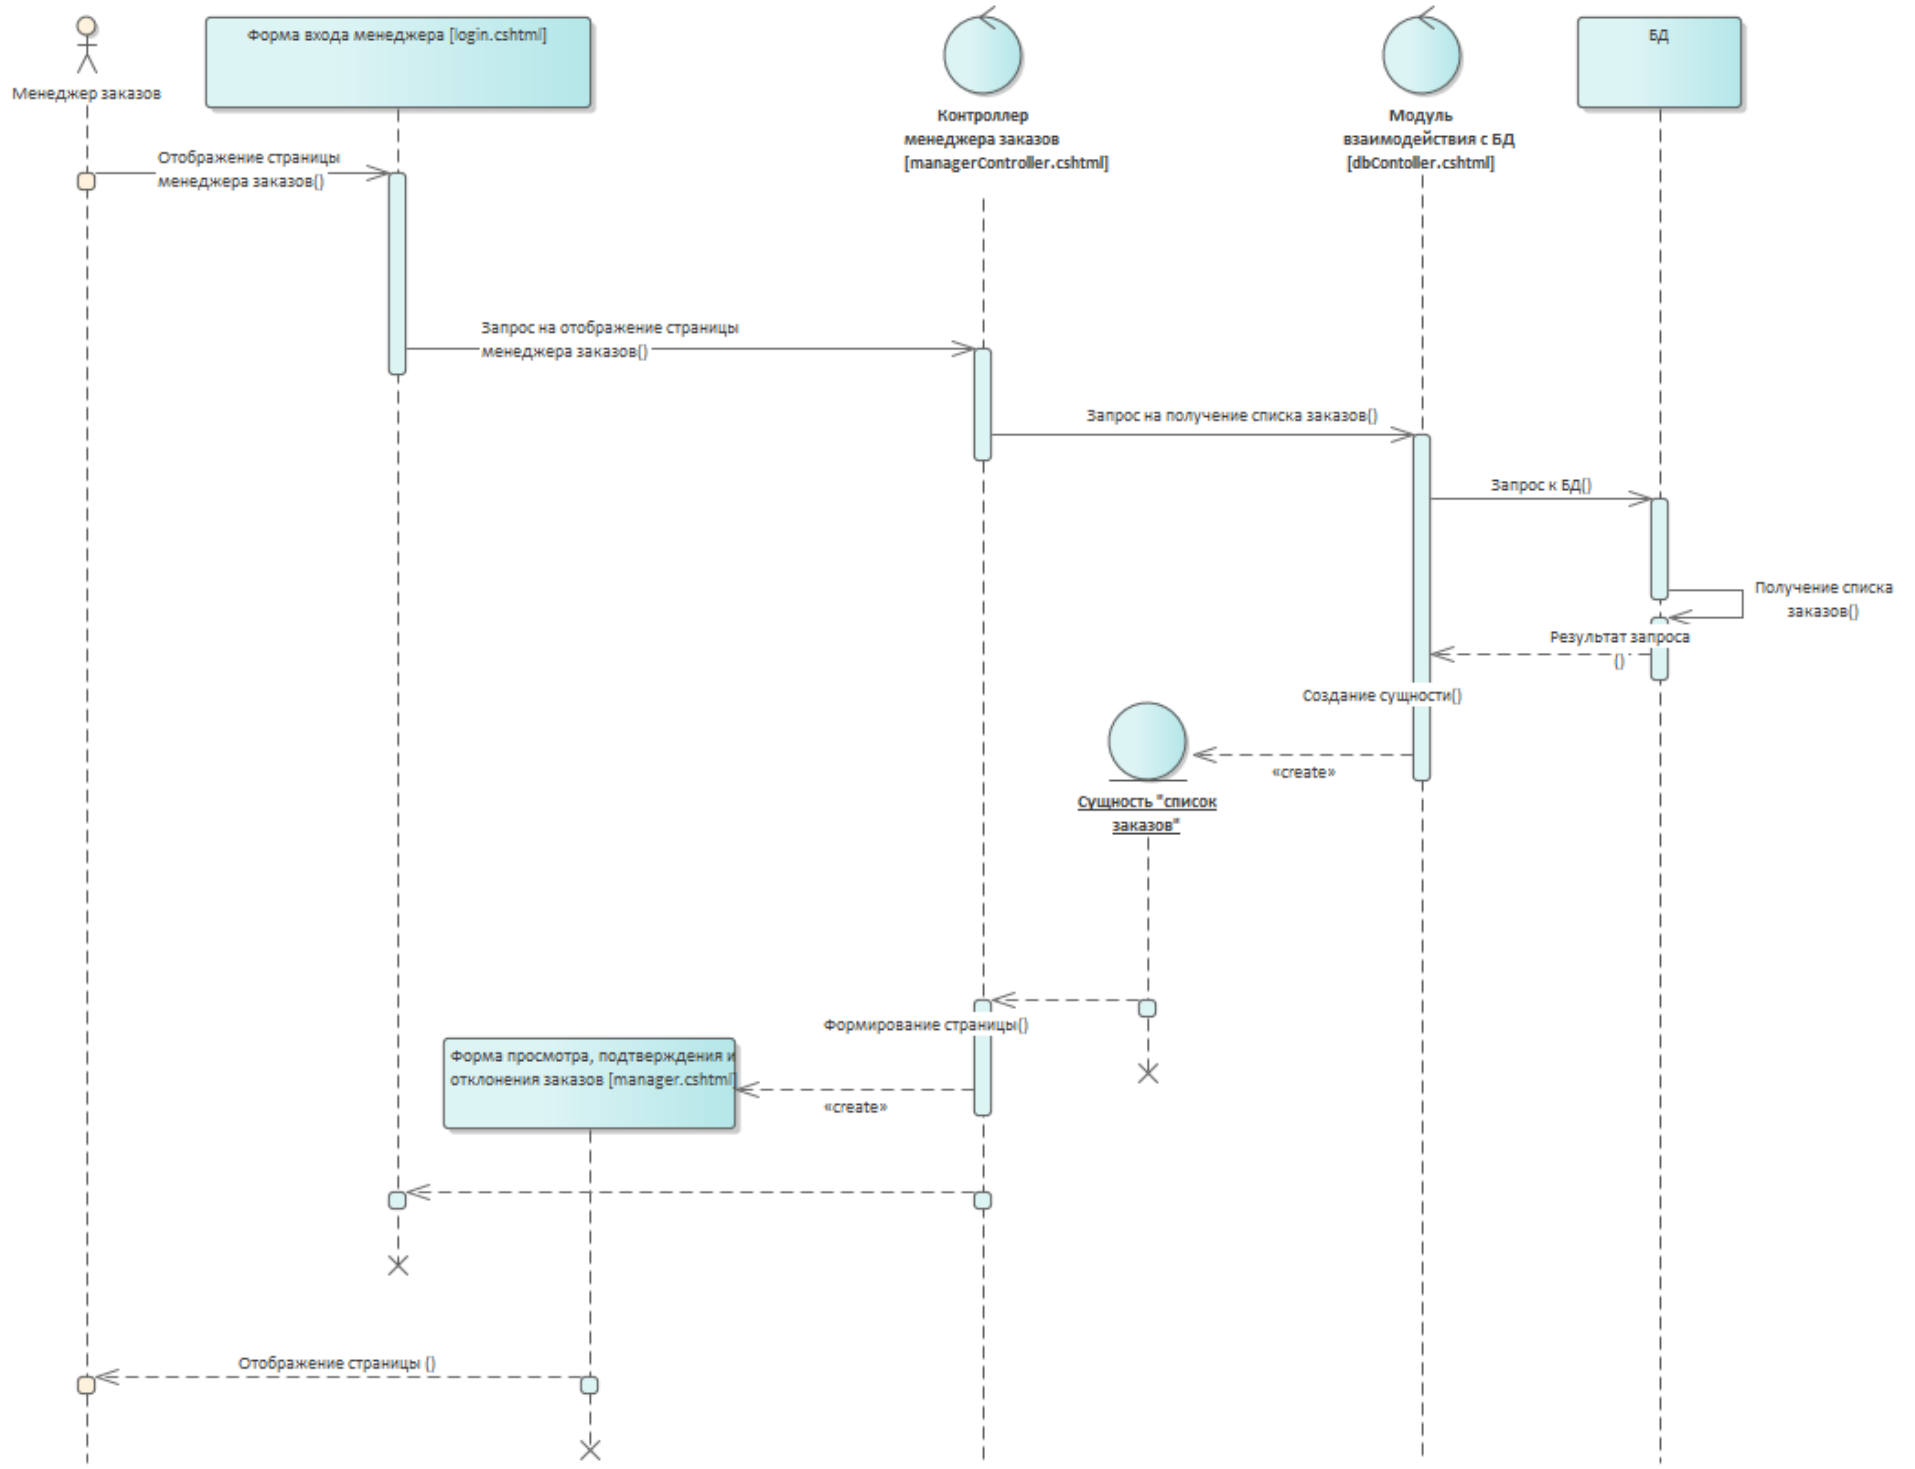 Менеджер заказов
Форма входа менеджера [login.cshtml]
Контроллер
менеджера заказов
[managerController.cshtml]
Модуль
взаимодействия с БД
[dbContoller.cshtml]
БД
Отображение страницы
менеджера заказов()
Запрос на отображение страницы
менеджера заказов()
Запрос на получение списка заказов()
Запрос к БД()
Получение списка
заказов()
Результат запроса
()
Создание сущности()
«create»
Сущность "список
заказов"
Формирование страницы()
Форма просмотра, подтверждения и
отклонения заказов [manager.cshtml]
«create»
Отображение страницы ()